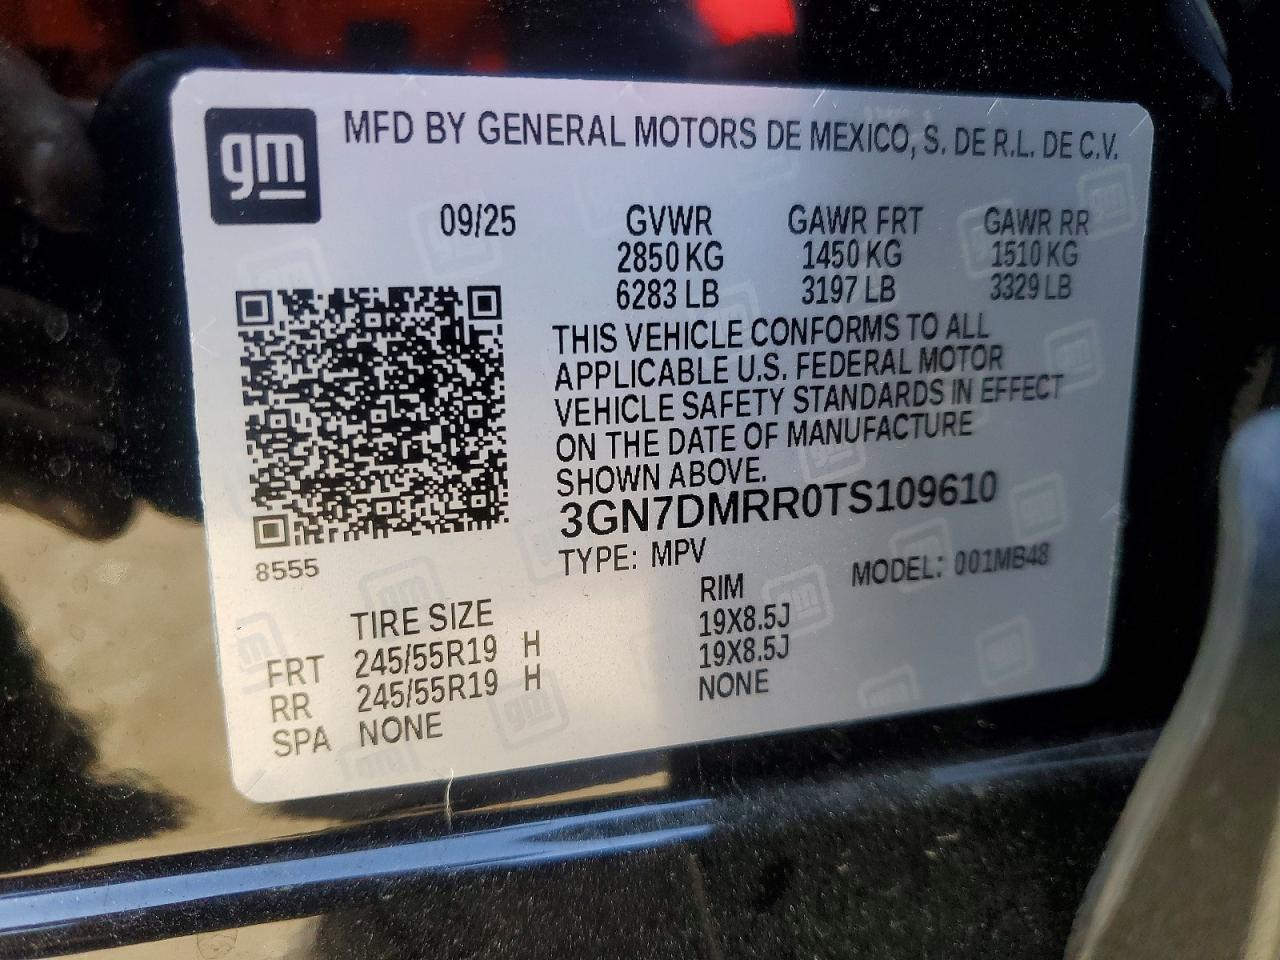 gm
MFD BY GENERAL MOTORS DE MEXICO, S. DE R.L. DE C.V.
09/25 GVWR GAWR FRT GAWR RR
2850 KG 1450 KG 1510 KG
6283 LB 3197 LB 3329 LB
THIS VEHICLE CONFORMS TO ALL
APPLICABLE U.S. FEDERAL MOTOR
VEHICLE SAFETY STANDARDS IN EFFECT
ON THE DATE OF MANUFACTURE
SHOWN ABOVE.
3GN7DMRR0TS109610
8555
TYPE: MPV MODEL: 001MB48
TIRE SIZE RIM
FRT 245/55R19 H 19X8.5J
RR 245/55R19 H 19X8.5J
SPA NONE NONE